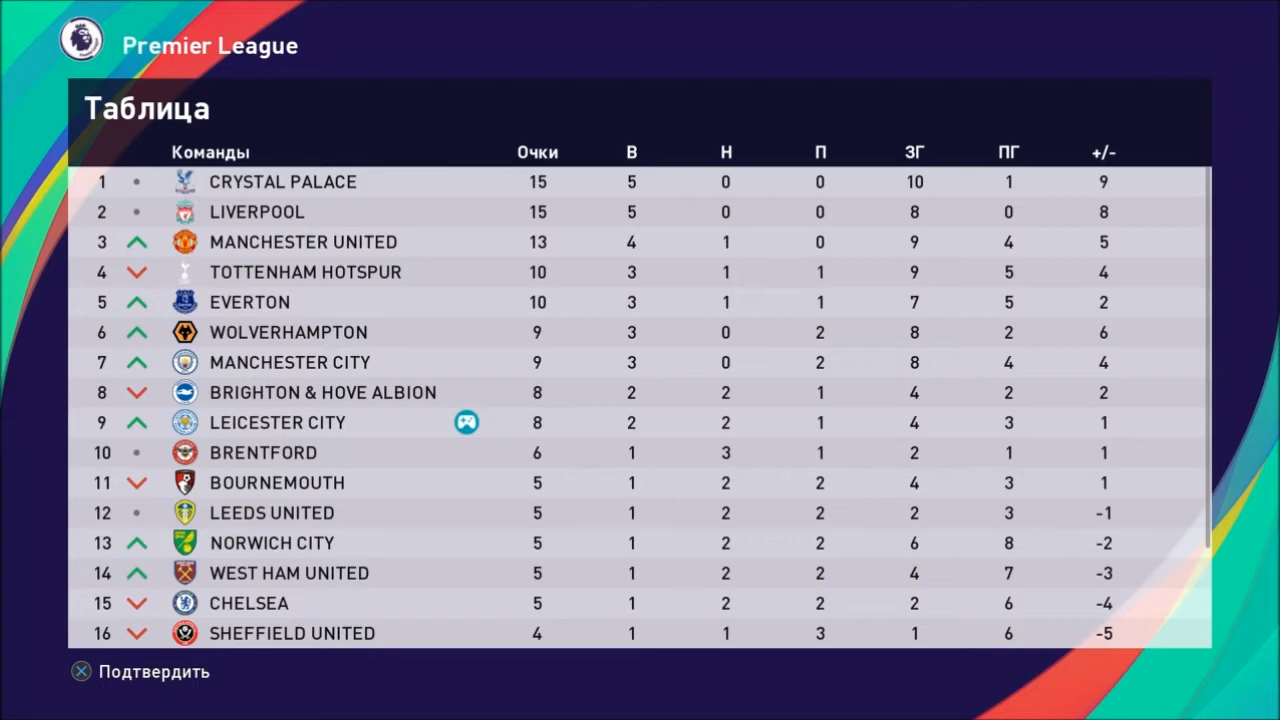 Premier League
Таблица
Команды Очки В Н П ЗГ ПГ +/-
1 CRYSTAL PALACE 15 5 0 0 10 1 9
2 LIVERPOOL 15 5 0 0 8 0 8
3 MANCHESTER UNITED 13 4 1 0 9 4 5
4 TOTTENHAM HOTSPUR 10 3 1 1 9 5 4
5 EVERTON 10 3 1 1 7 5 2
6 WOLVERHAMPTON 9 3 0 2 8 2 6
7 MANCHESTER CITY 9 3 0 2 8 4 4
8 BRIGHTON & HOVE ALBION 8 2 2 1 4 2 2
9 LEICESTER CITY 8 2 2 1 4 3 1
10 BRENTFORD 6 1 3 1 2 1 1
11 BOURNEMOUTH 5 1 2 2 4 3 1
12 LEEDS UNITED 5 1 2 2 2 3 -1
13 NORWICH CITY 5 1 2 2 6 8 -2
14 WEST HAM UNITED 5 1 2 2 4 7 -3
15 CHELSEA 5 1 2 2 2 6 -4
16 SHEFFIELD UNITED 4 1 1 3 1 6 -5
Подтвердить